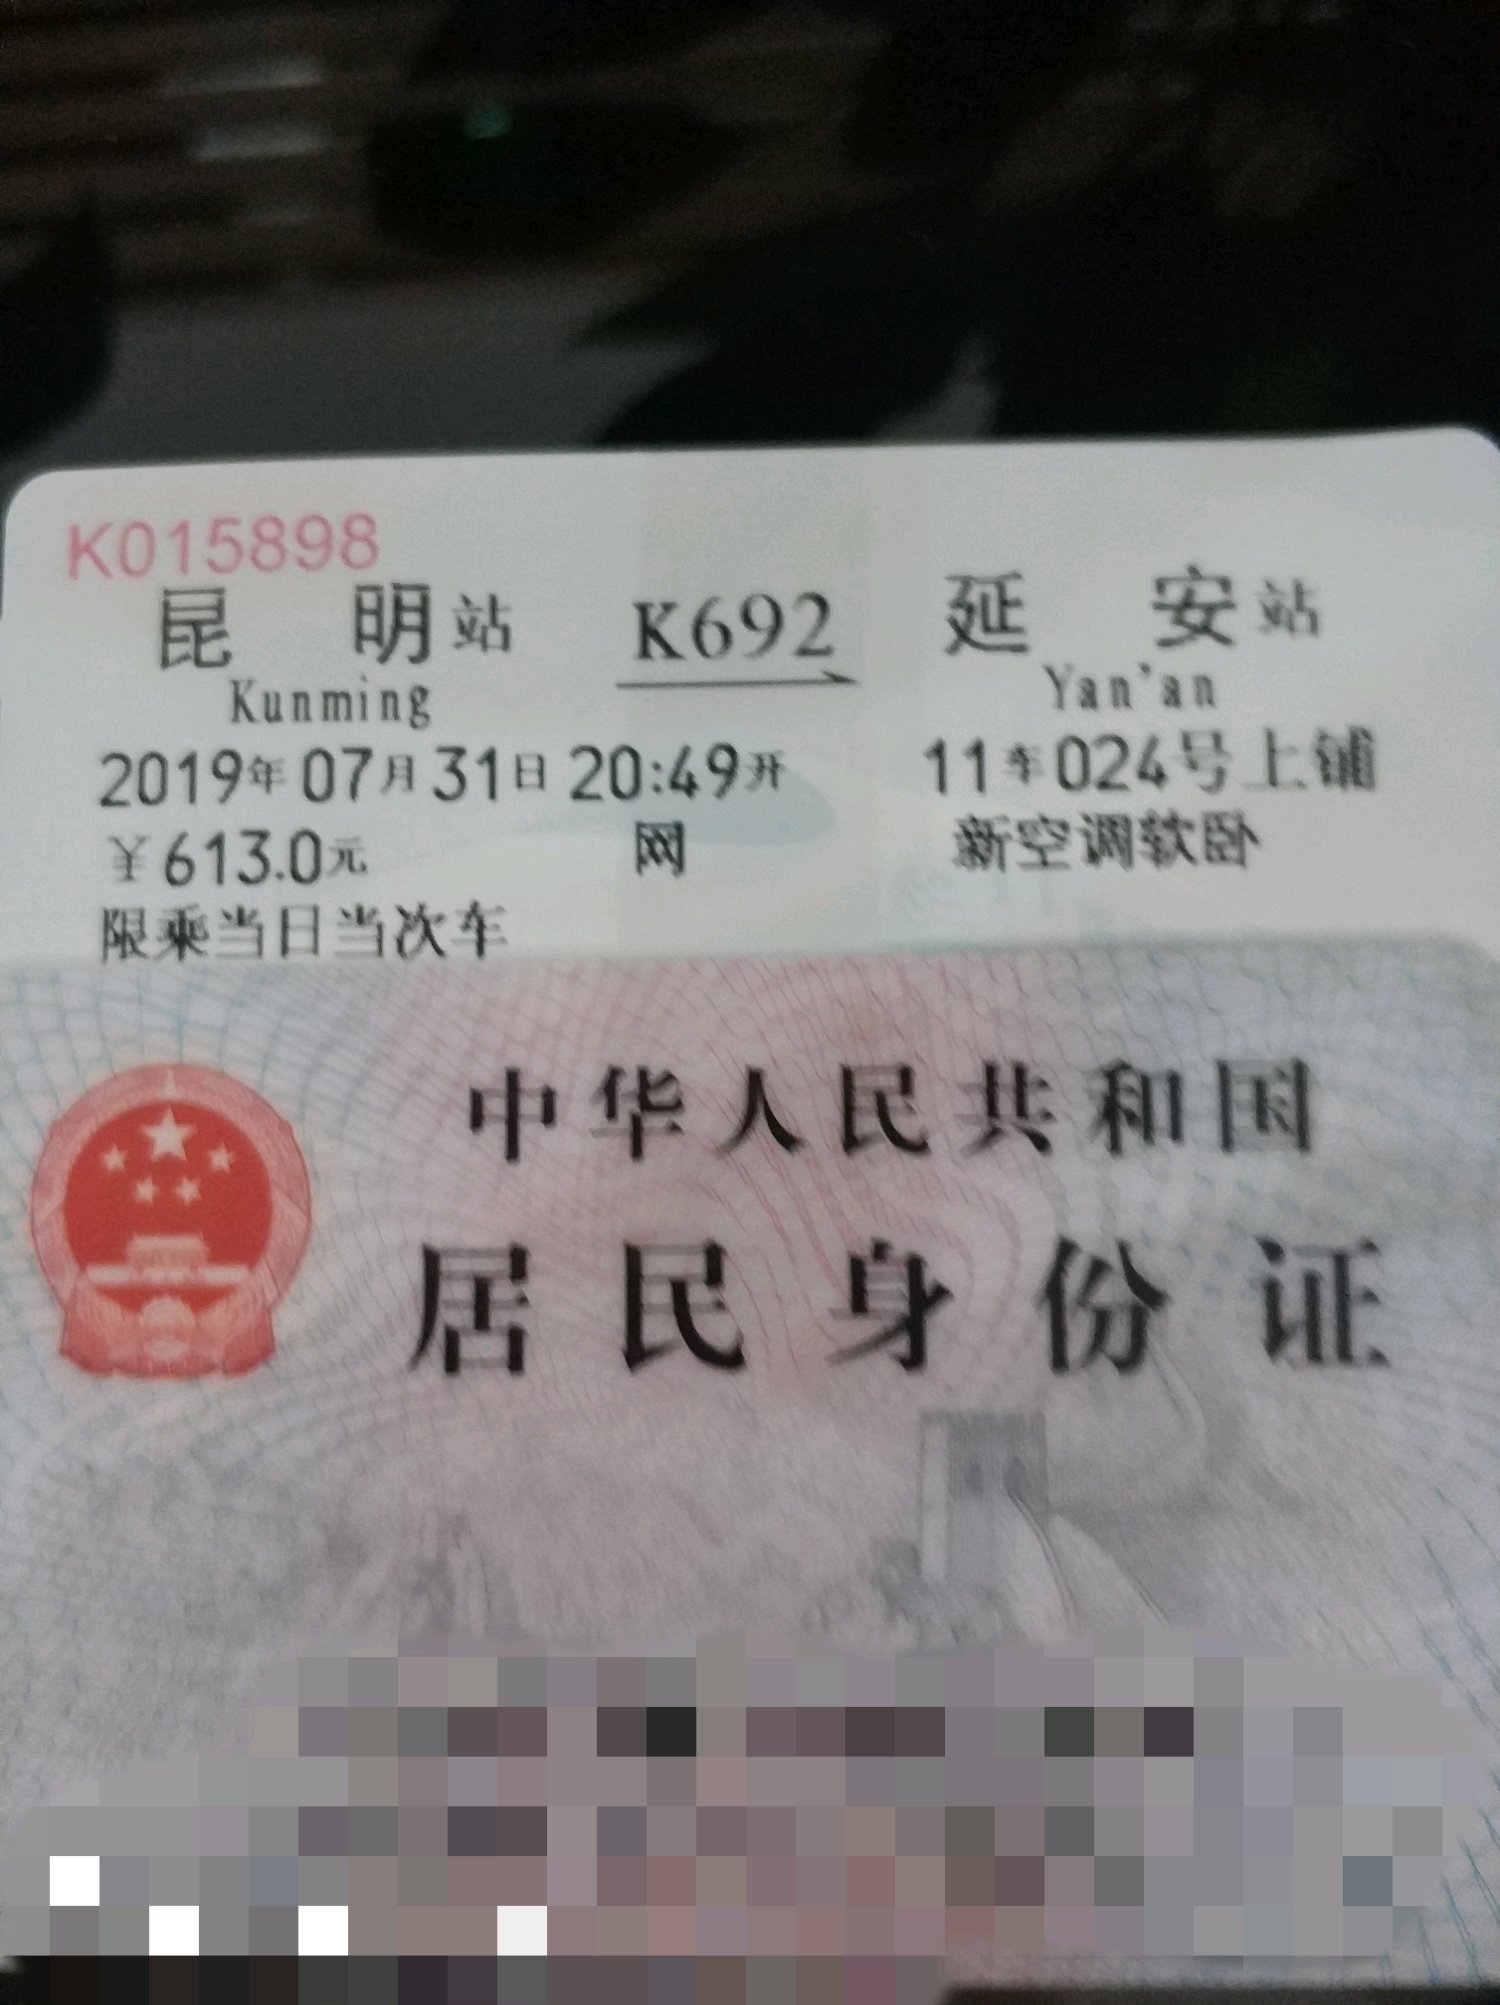 K015898
昆明站 K692 延安站
Kunming Yan'an
2019年07月31日 20:49开 11车024号上铺
¥613.0元 网 新空调软卧
限乘当日当次车
中华人民共和国
居民身份证